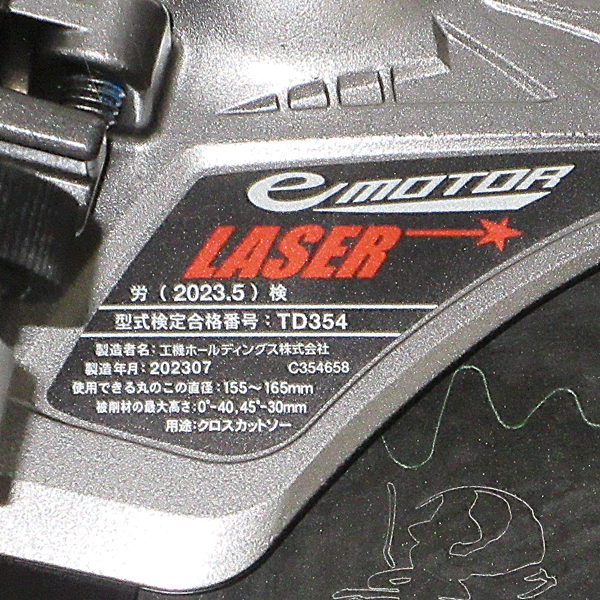 e MOTOR
LASER
労(2023.5)検
型式検定合格番号:TD354
製造者名:工機ホールディングス株式会社
製造年月:202307 C354658
使用できる丸のこの直径:155〜165mm
被削材の最大高さ:0°-40,45°-30mm
用途:クロスカットソー